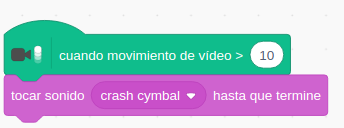 cuando movimiento de vídeo > 10
tocar sonido crash cymbal hasta que termine